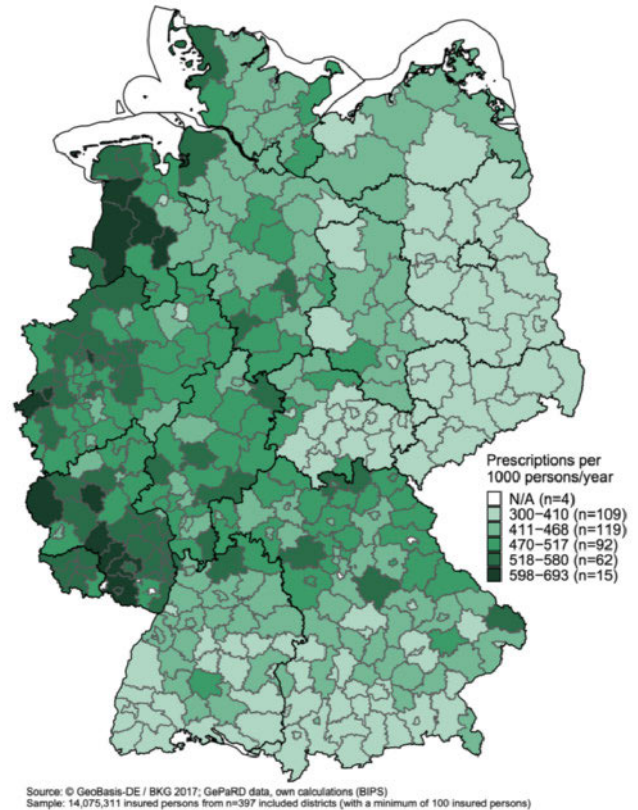 Prescriptions per
1000 persons/year
N/A (n=4)
300–410 (n=109)
411–468 (n=119)
470–517 (n=92)
518–580 (n=62)
598–693 (n=15)
Source: © GeoBasis-DE / BKG 2017; GePaRD data, own calculations (BIPS)
Sample: 14,075,311 insured persons from n=397 included districts (with a minimum of 100 insured persons)